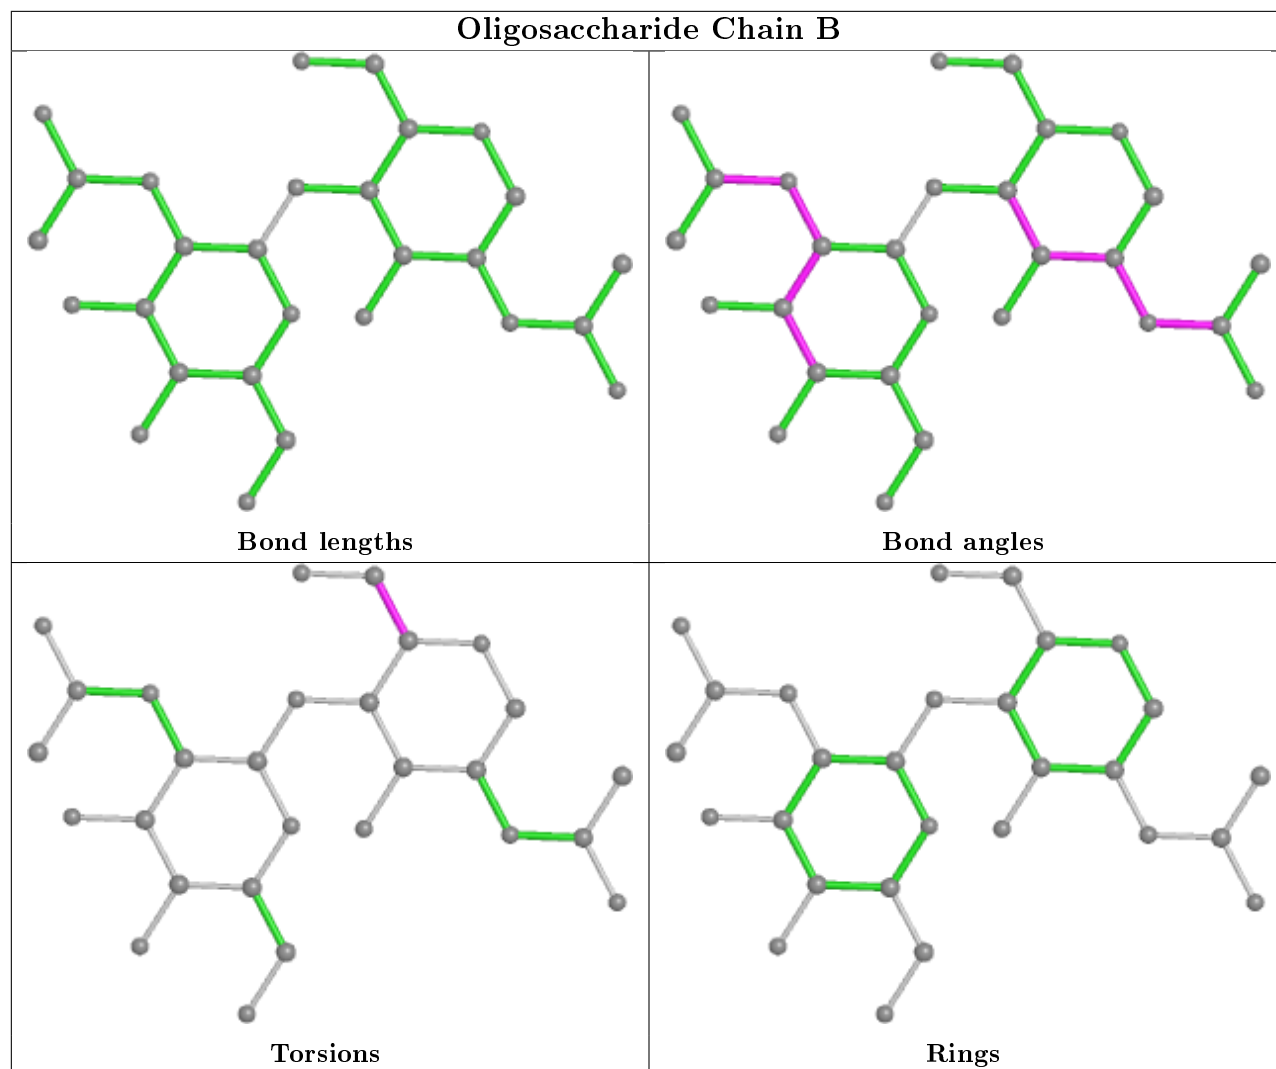 Oligosaccharide Chain B
Bond lengths
Bond angles
Torsions
Rings